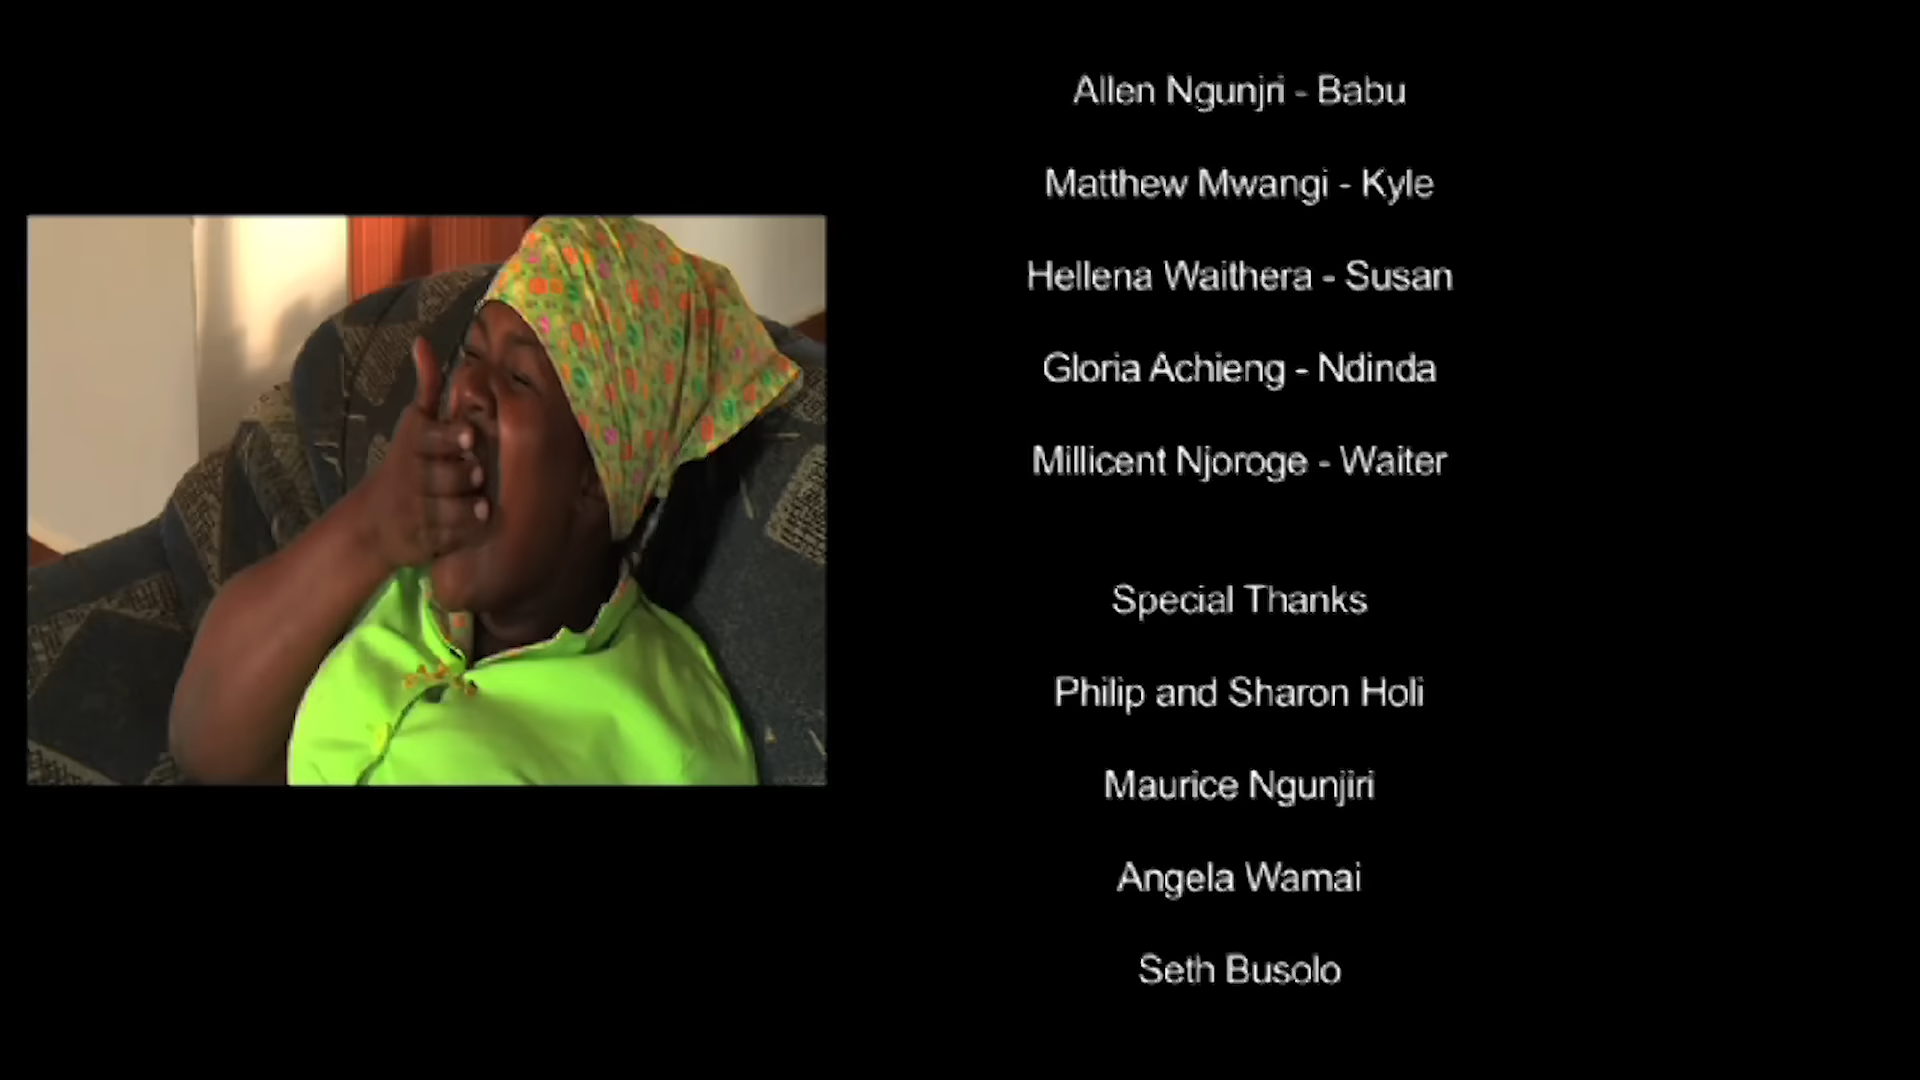 Allen Ngunjri - Babu
Matthew Mwangi - Kyle
Hellena Waithera - Susan
Gloria Achieng - Ndinda
Millicent Njoroge - Waiter
Special Thanks
Philip and Sharon Holi
Maurice Ngunjiri
Angela Wamai
Seth Busolo